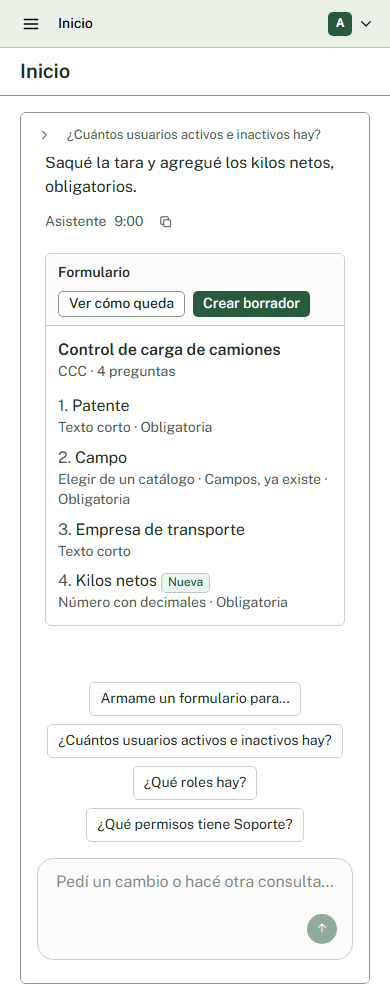 Inicio
A
Inicio
¿Cuántos usuarios activos e inactivos hay?
Saqué la tara y agregué los kilos netos,
obligatorios.
Asistente 9:00
Formulario
Ver cómo queda
Crear borrador
Control de carga de camiones
CCC · 4 preguntas
1. Patente
Texto corto · Obligatoria
2. Campo
Elegir de un catálogo · Campos, ya existe ·
Obligatoria
3. Empresa de transporte
Texto corto
4. Kilos netos Nueva
Número con decimales · Obligatoria
Armame un formulario para...
¿Cuántos usuarios activos e inactivos hay?
¿Qué roles hay?
¿Qué permisos tiene Soporte?
Pedí un cambio o hacé otra consulta...